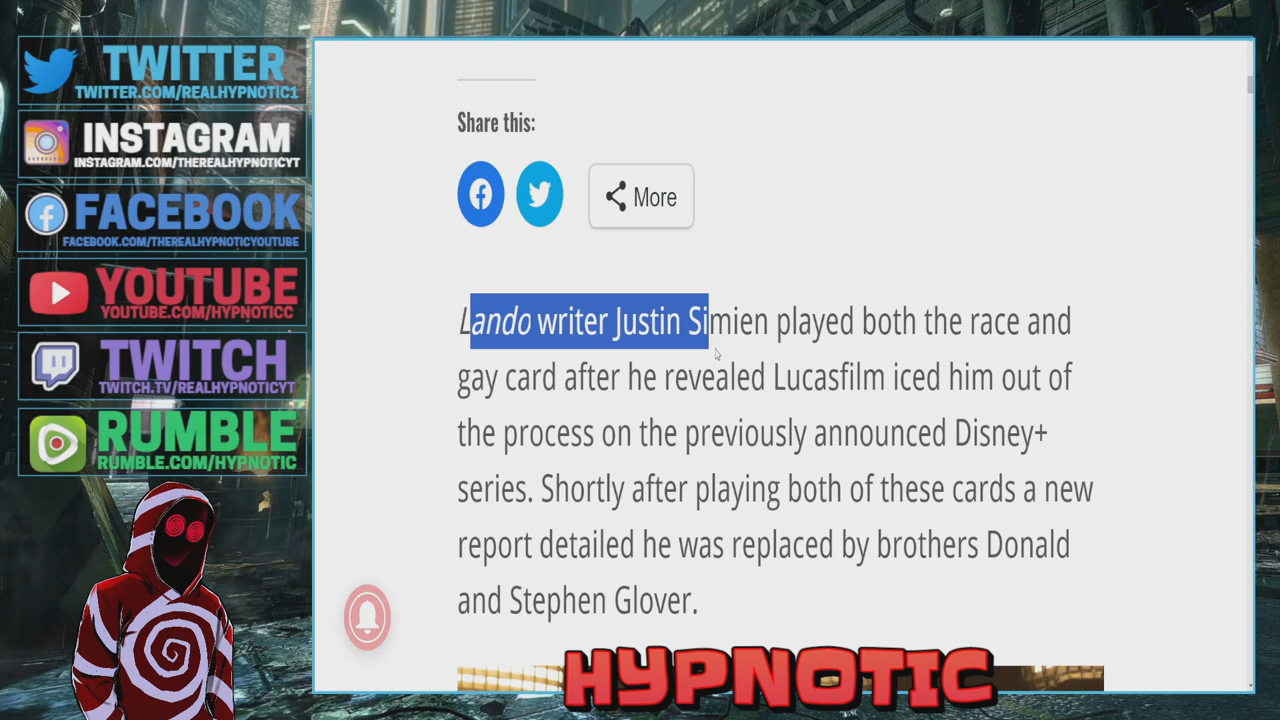 TWITTER
TWITTER.COM/REALHYPNOTIC1
INSTAGRAM
INSTAGRAM.COM/THEREALHYPNOTICYT
FACEBOOK
FACEBOOK.COM/THEREALHYPNOTICYOUTUBE
YOUTUBE
YOUTUBE.COM/HYPNOTICC
TWITCH
TWITCH.TV/REALHYPNOTIC
RUMBLE
RUMBLE.COM/HYPNOTIC
Share this:
More
Lando writer Justin Simien played both the race and
gay card after he revealed Lucasfilm iced him out of
the process on the previously announced Disney+
series. Shortly after playing both of these cards a new
report detailed he was replaced by brothers Donald
and Stephen Glover.
HYPNOTIC